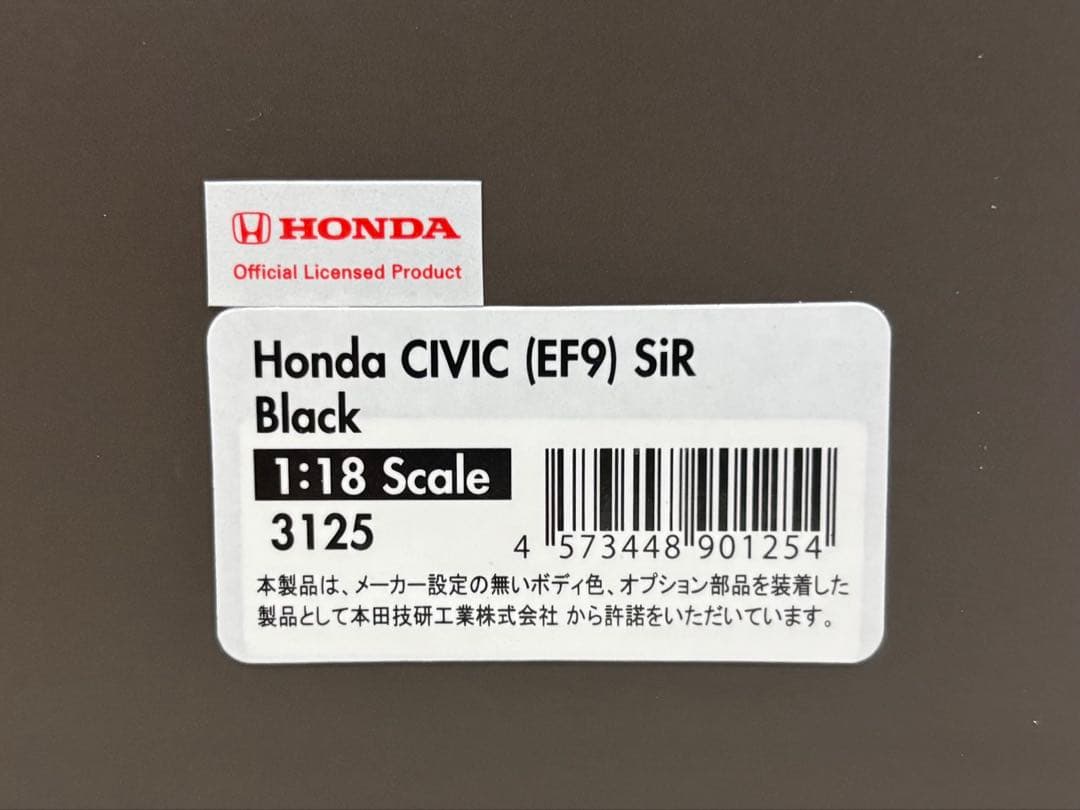 HONDA
Official Licensed Product
Honda CIVIC (EF9) SiR
Black
1:18 Scale
3125
4 573448 901254
本製品は、メーカー設定の無いボディ色、オプション部品を装着した
製品として本田技研工業株式会社 から許諾をいただいています。